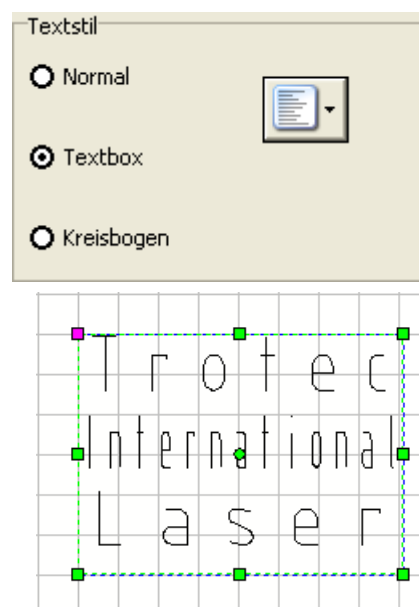 Textstil
Normal
Textbox
Kreisbogen
Trotec
International
Laser